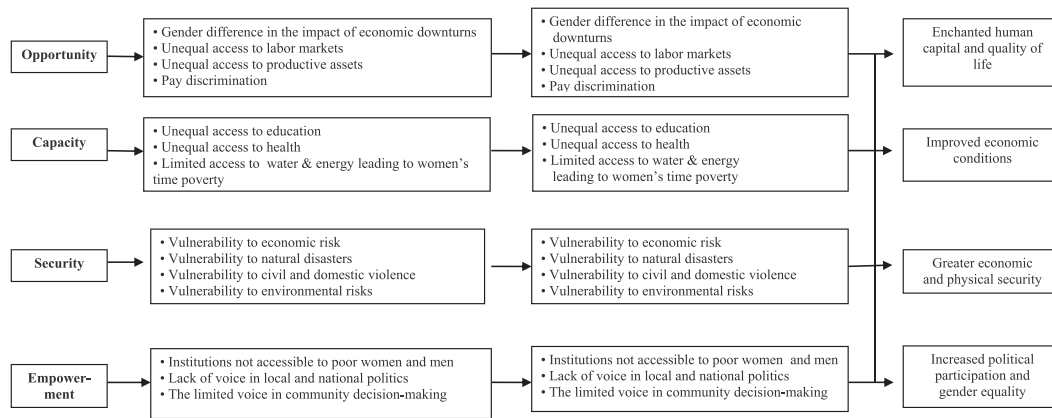 Opportunity
• Gender difference in the impact of economic downturns
• Unequal access to labor markets
• Unequal access to productive assets
• Pay discrimination
• Gender difference in the impact of economic
downturns
• Unequal access to labor markets
• Unequal access to productive assets
• Pay discrimination
Enchanted human
capital and quality of
life
Capacity
• Unequal access to education
• Unequal access to health
• Limited access to water & energy leading to women's
time poverty
• Unequal access to education
• Unequal access to health
• Limited access to water & energy
leading to women's time poverty
Improved economic
conditions
Security
• Vulnerability to economic risk
• Vulnerability to natural disasters
• Vulnerability to civil and domestic violence
• Vulnerability to environmental risks
• Vulnerability to economic risk
• Vulnerability to natural disasters
• Vulnerability to civil and domestic violence
• Vulnerability to environmental risks
Greater economic
and physical security
Empower-
ment
• Institutions not accessible to poor women and men
• Lack of voice in local and national politics
• The limited voice in community decision-making
• Institutions not accessible to poor women and men
• Lack of voice in local and national politics
• The limited voice in community decision-making
Increased political
participation and
gender equality